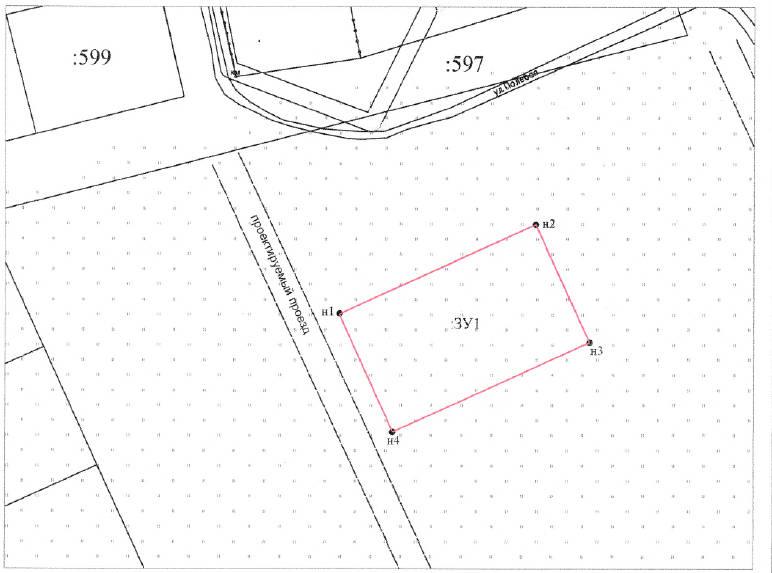 :599
:597
ул.Полевая
н2
проектируемый проезд
н1
:ЗУ1
н3
н4